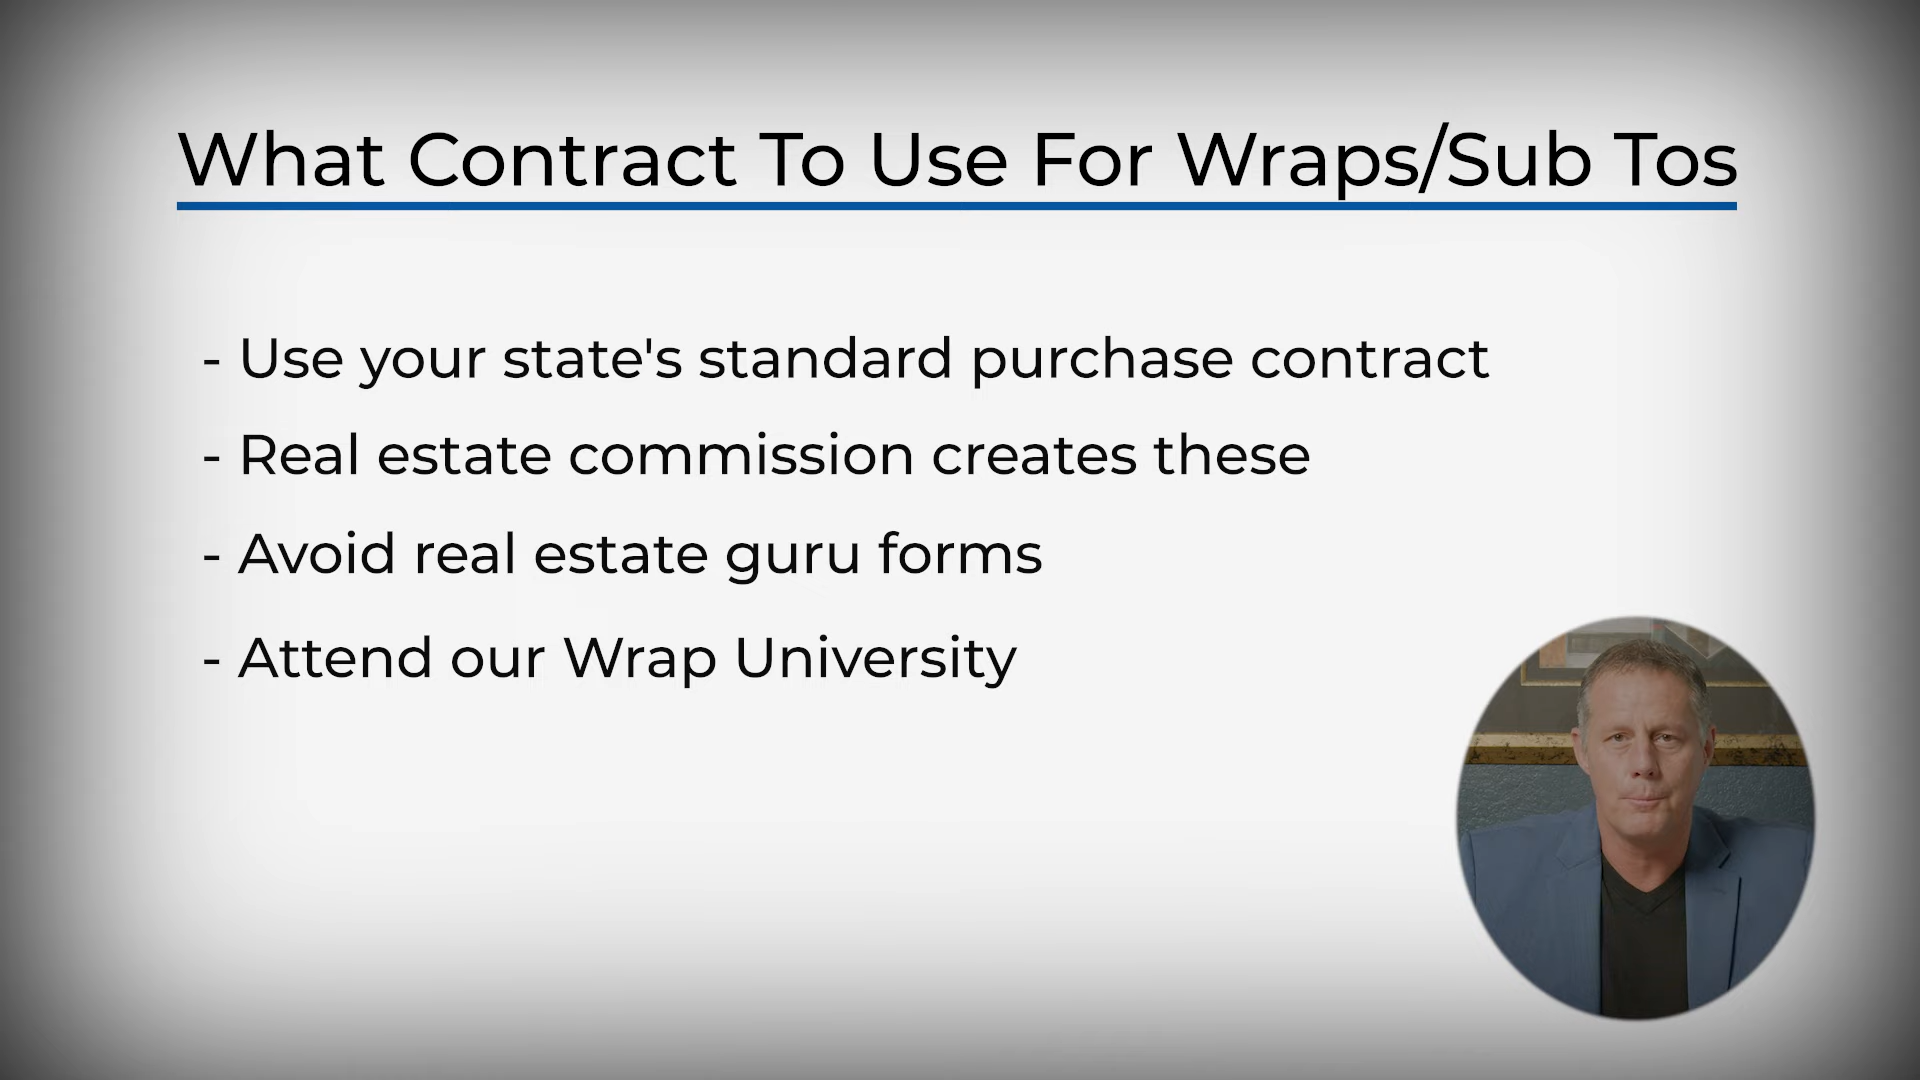 What Contract To Use For Wraps/Sub Tos
- Use your state's standard purchase contract
- Real estate commission creates these
- Avoid real estate guru forms
- Attend our Wrap University